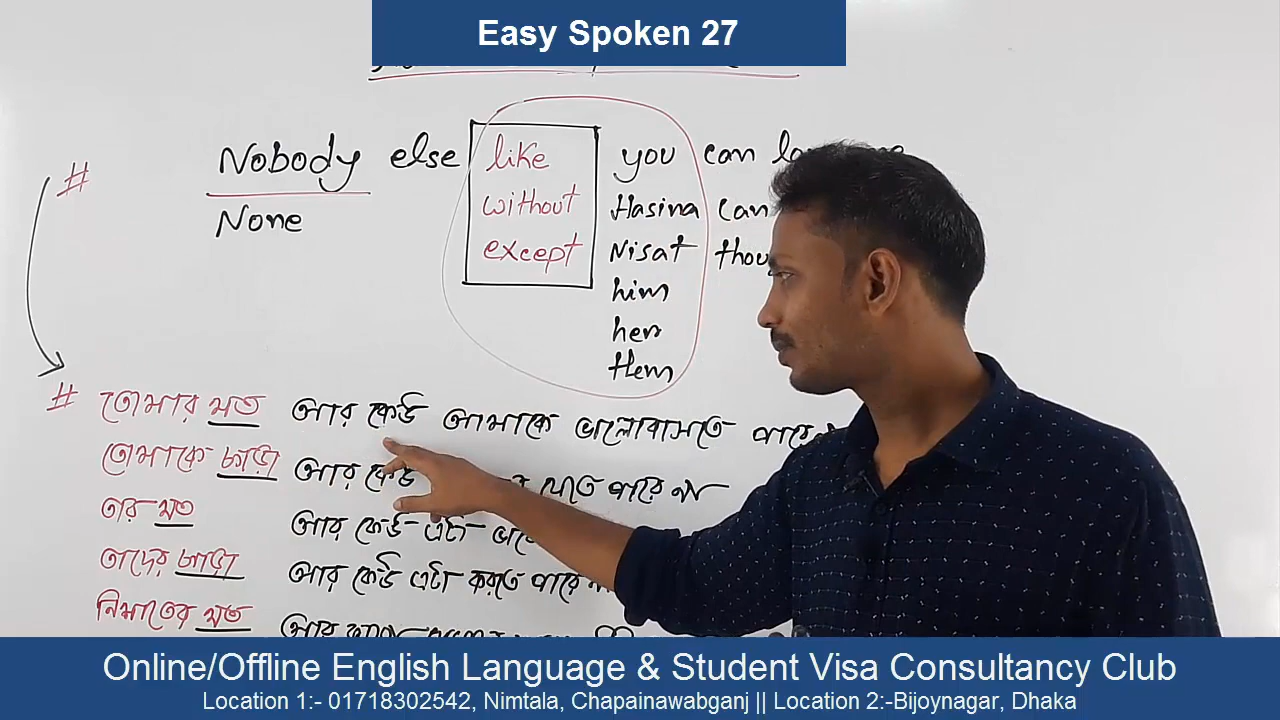 Easy Spoken 27
# Nobody else like you can
None without Hasina can
except Nisat
him
her
them
# তোমার মত আর কেউ আমাকে ভালোবাসতে পারে
তোমাকে ছাড়া আর কেউ যেতে পারে না
তার মত আর কেউ এটা
তাদের ছাড়া আর কেউ এটা করতে পারে না
নিসাতের মত আর
Online/Offline English Language & Student Visa Consultancy Club
Location 1:- 01718302542, Nimtala, Chapainawabganj || Location 2:-Bijoynagar, Dhaka